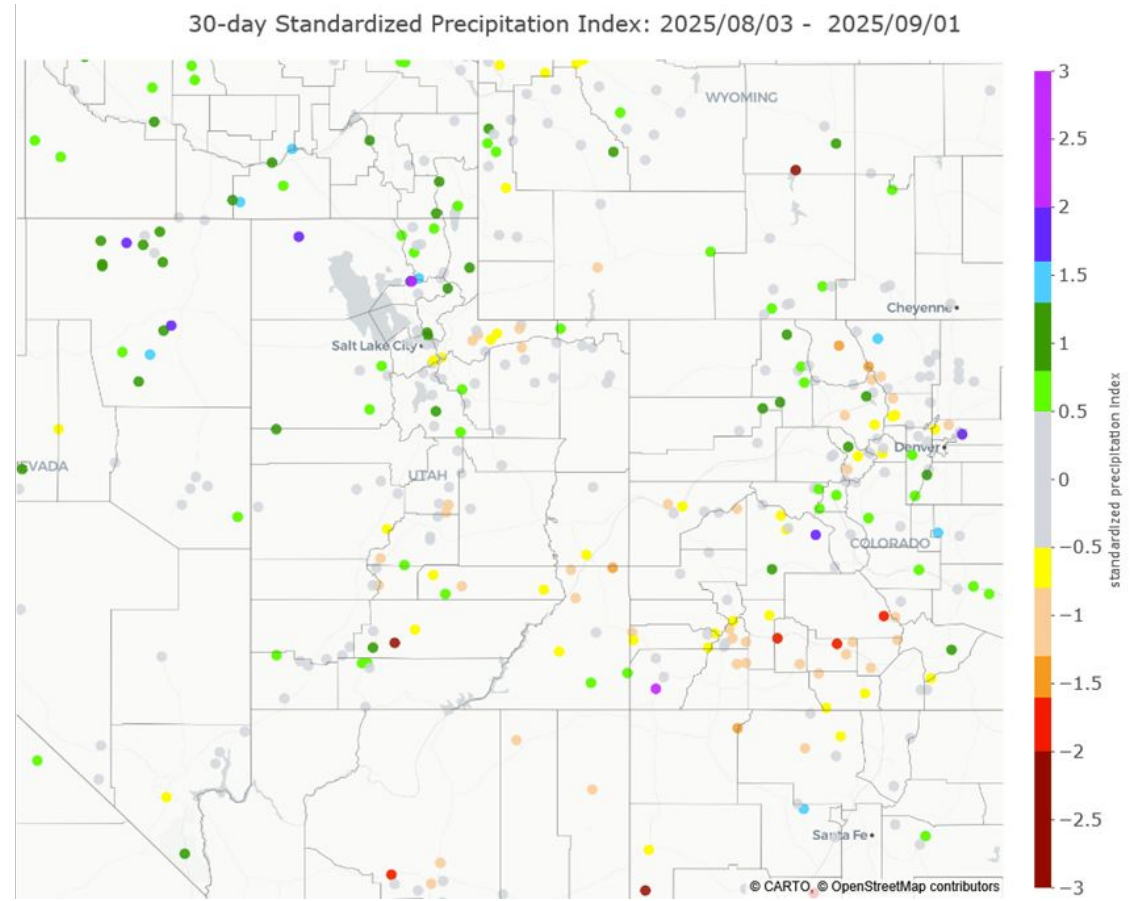 30-day Standardized Precipitation Index: 2025/08/03 -  2025/09/01
WYOMING
Cheyenne
Salt Lake City
EVADA
UTAH
Denver
COLORADO
Santa Fe
© CARTO, © OpenStreetMap contributors
3
2.5
2
1.5
1
0.5
0
−0.5
−1
−1.5
−2
−2.5
−3
standardized precipitation index